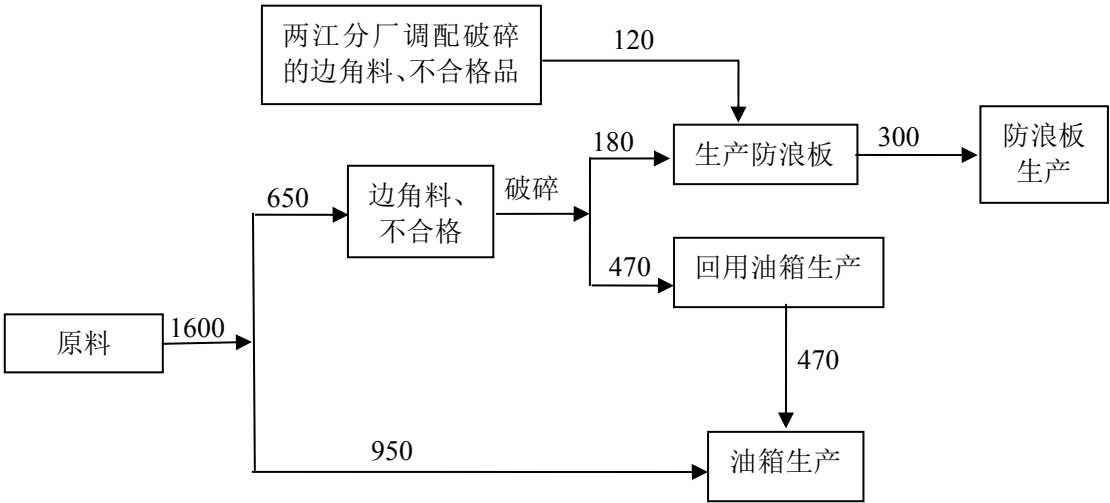 两江分厂调配破碎
的边角料、不合格品
120
180
生产防浪板
300
防浪板
生产
650
边角料、
不合格
破碎
470
回用油箱生产
原料
1600
470
950
油箱生产